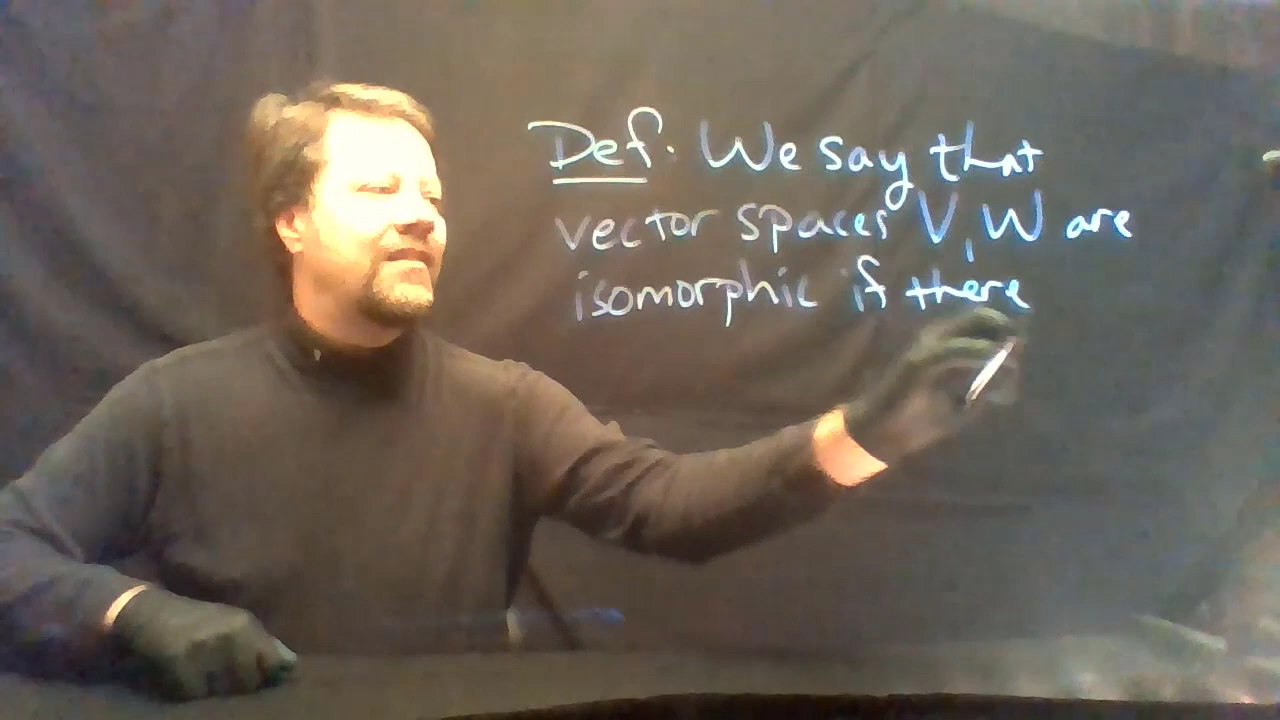 Def. We say that
vector spaces V, W are
isomorphic if there